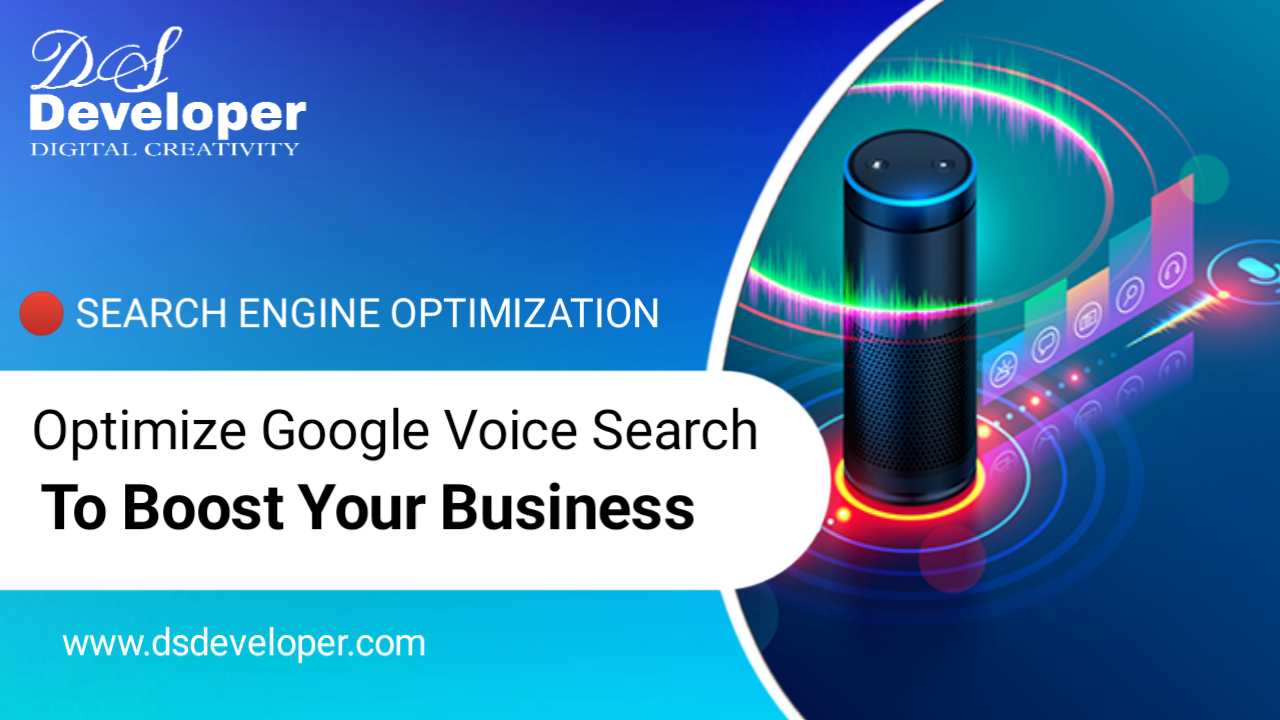 DS
Developer
DIGITAL CREATIVITY
SEARCH ENGINE OPTIMIZATION
Optimize Google Voice Search
To Boost Your Business
www.dsdeveloper.com